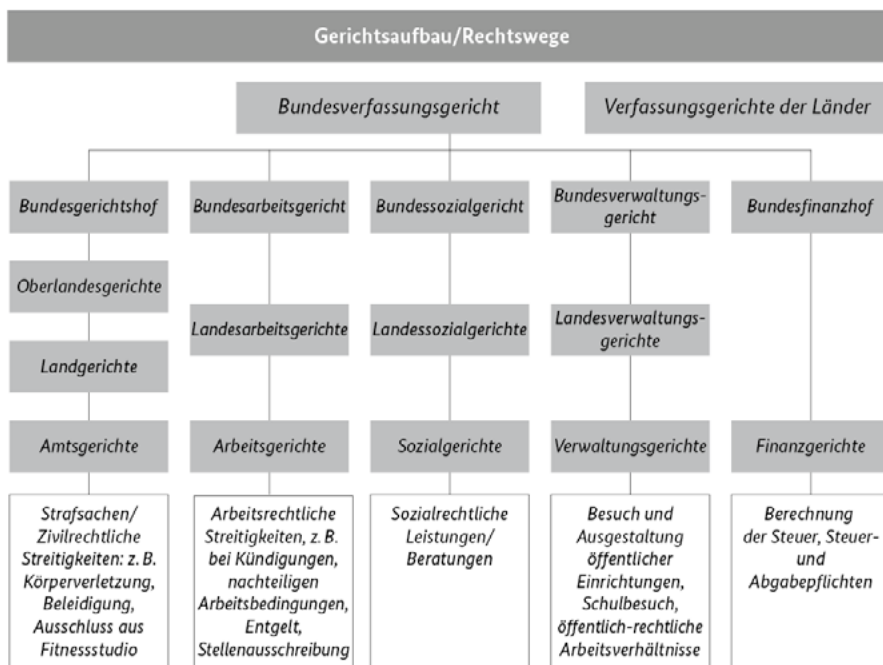 Gerichtsaufbau/Rechtswege
Bundesverfassungsgericht
Verfassungsgerichte der Länder
Bundesgerichtshof
Bundesarbeitsgericht
Bundessozialgericht
Bundesverwaltungs-
gericht
Bundesfinanzhof
Oberlandesgerichte
Landesarbeitsgerichte
Landessozialgerichte
Landesverwaltungs-
gerichte
Landgerichte
Amtsgerichte
Arbeitsgerichte
Sozialgerichte
Verwaltungsgerichte
Finanzgerichte
Strafsachen/
Zivilrechtliche
Streitigkeiten: z. B.
Körperverletzung,
Beleidigung,
Ausschluss aus
Fitnessstudio
Arbeitsrechtliche
Streitigkeiten, z. B.
bei Kündigungen,
nachteiligen
Arbeitsbedingungen,
Entgelt,
Stellenausschreibung
Sozialrechtliche
Leistungen/
Beratungen
Besuch und
Ausgestaltung
öffentlicher
Einrichtungen,
Schulbesuch,
öffentlich-rechtliche
Arbeitsverhältnisse
Berechnung
der Steuer, Steuer-
und
Abgabepflichten